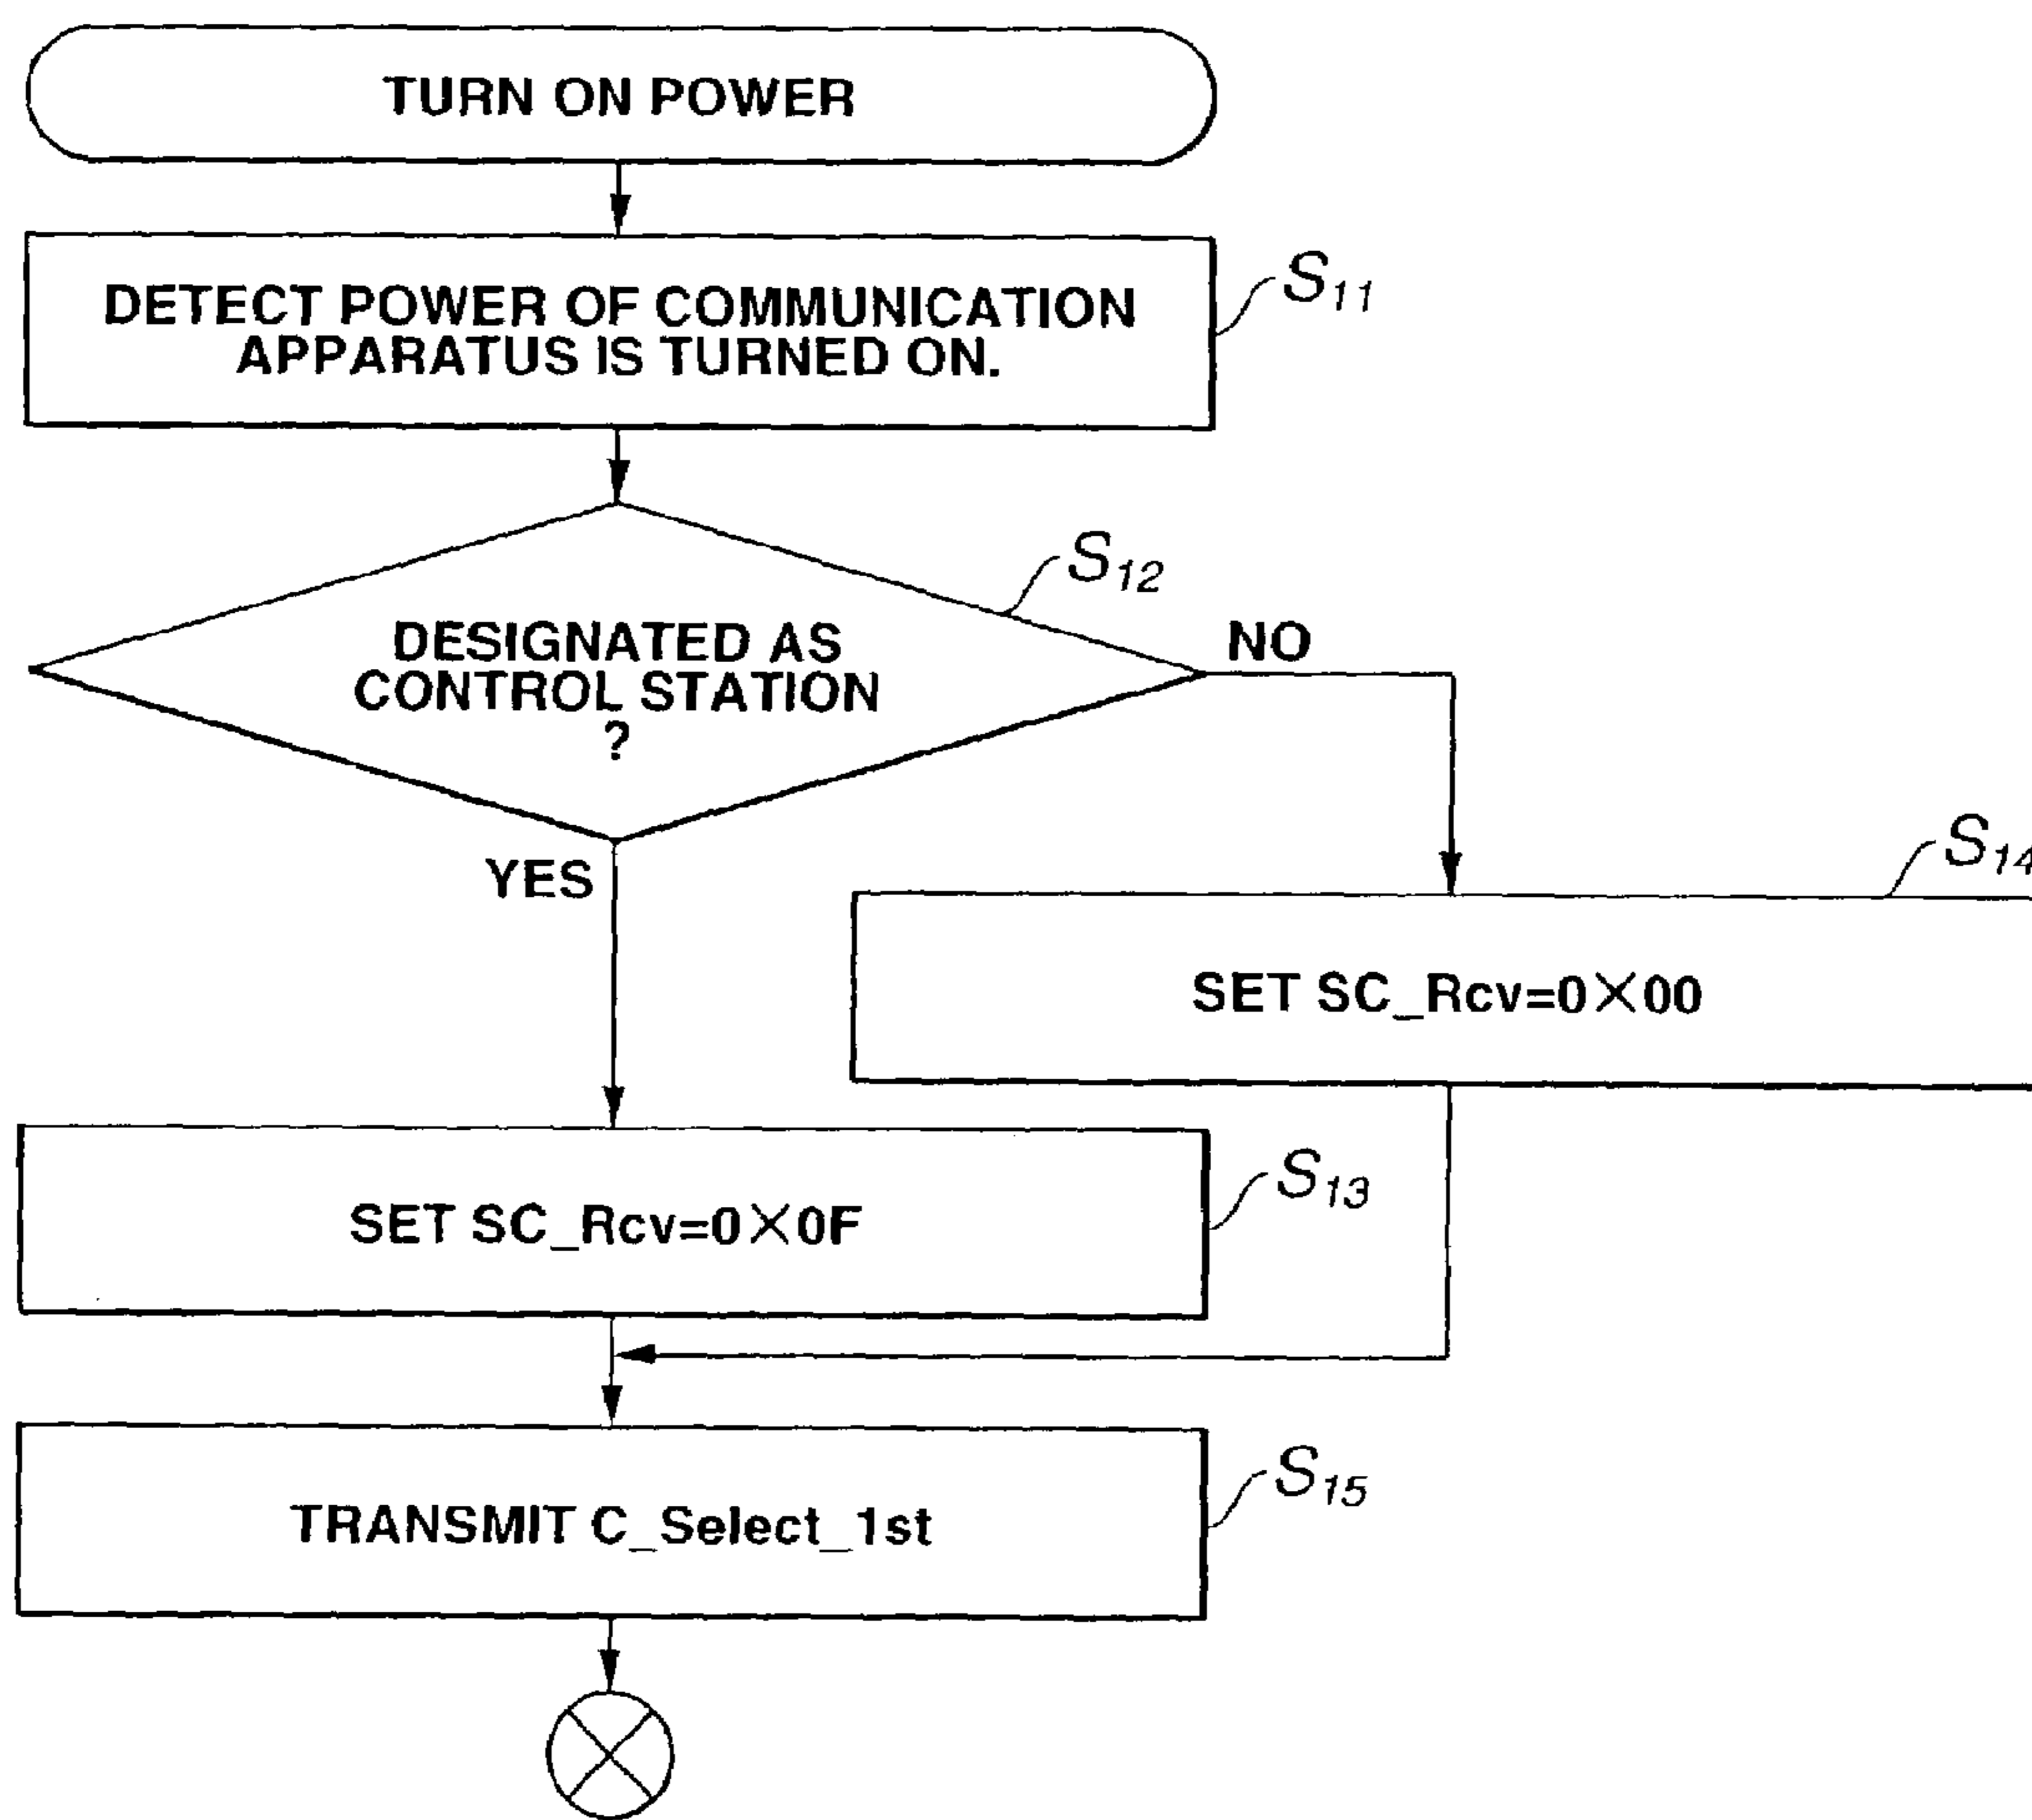 TURN ON POWER
DETECT POWER OF COMMUNICATION
APPARATUS IS TURNED ON.
S11
DESIGNATED AS
CONTROL STATION
?
S12
NO
YES
S14
SET SC_Rcv=0×00
SET SC_Rcv=0×0F
S13
TRANSMIT C_Select_1st
S15